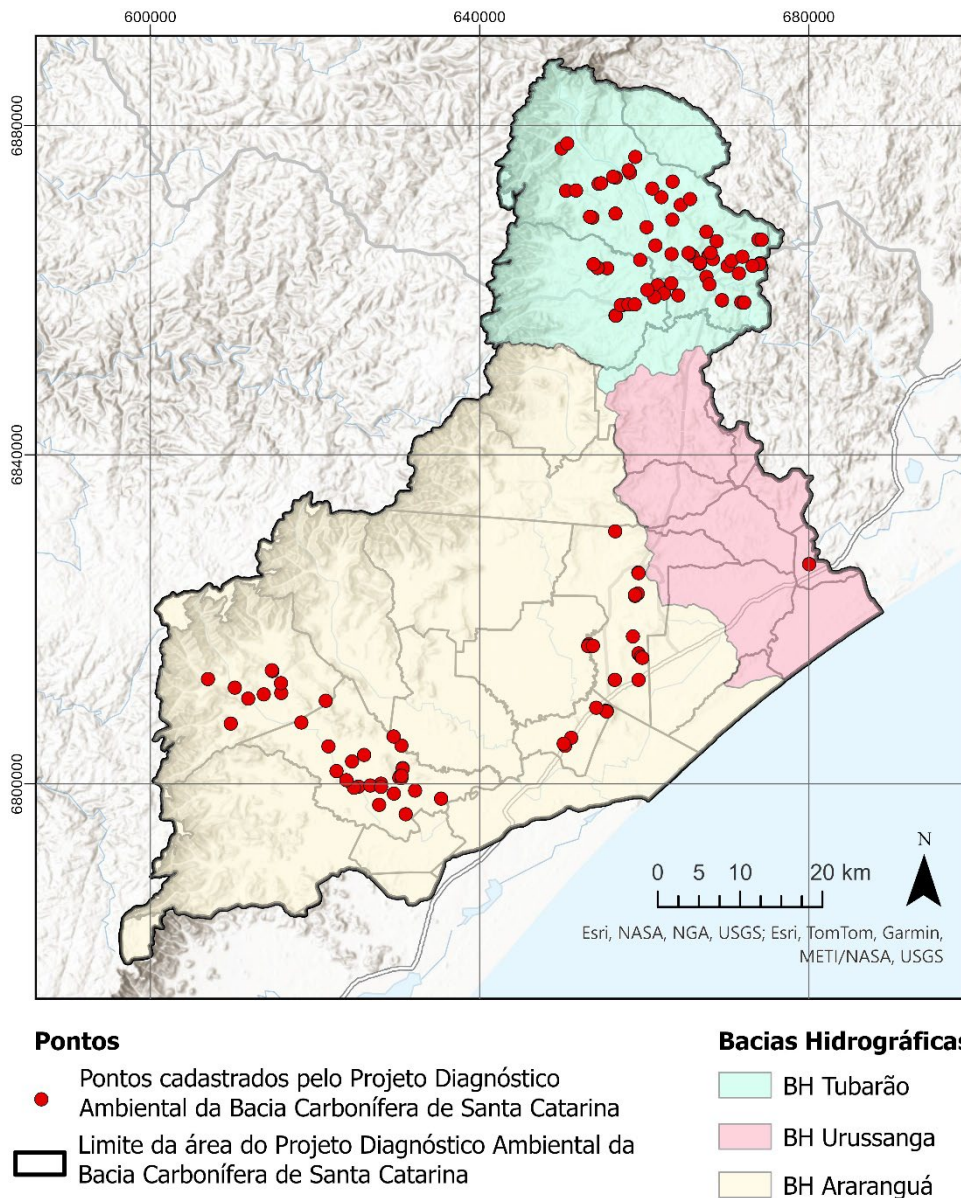 600000 640000 680000
6880000
6840000
6800000
N
0 5 10 20 km
Esri, NASA, NGA, USGS; Esri, TomTom, Garmin,
METI/NASA, USGS
Pontos
Pontos cadastrados pelo Projeto Diagnóstico
Ambiental da Bacia Carbonífera de Santa Catarina
Limite da área do Projeto Diagnóstico Ambiental da
Bacia Carbonífera de Santa Catarina
Bacias Hidrográficas
BH Tubarão
BH Urussanga
BH Araranguá